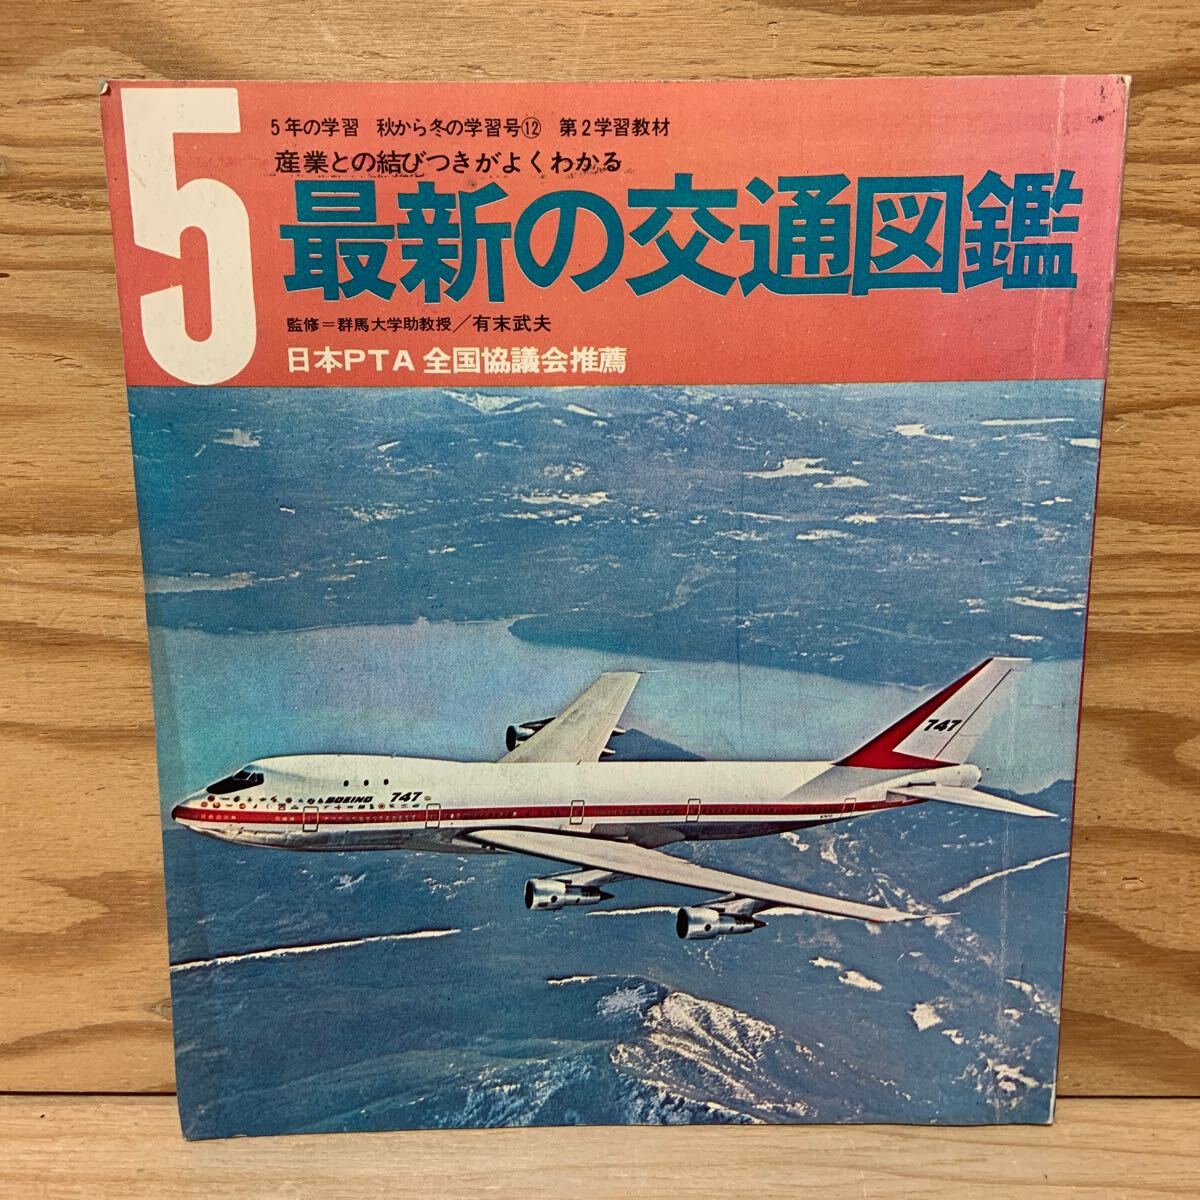 5
5年の学習 秋から冬の学習号⑫ 第2学習教材
産業との結びつきがよくわかる
最新の交通図鑑
監修=群馬大学助教授/有末武夫
日本PTA全国協議会推薦
747
BOEING 747